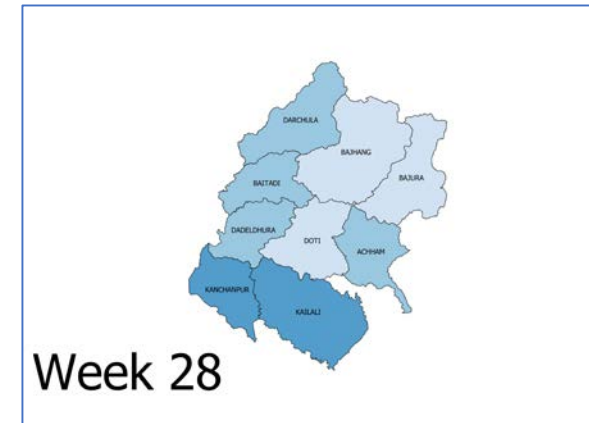 DARCHULA
BAJHANG
BAJURA
BAITADI
DADELDHURA
DOTI
ACHHAM
KANCHANPUR
KAILALI
Week 28